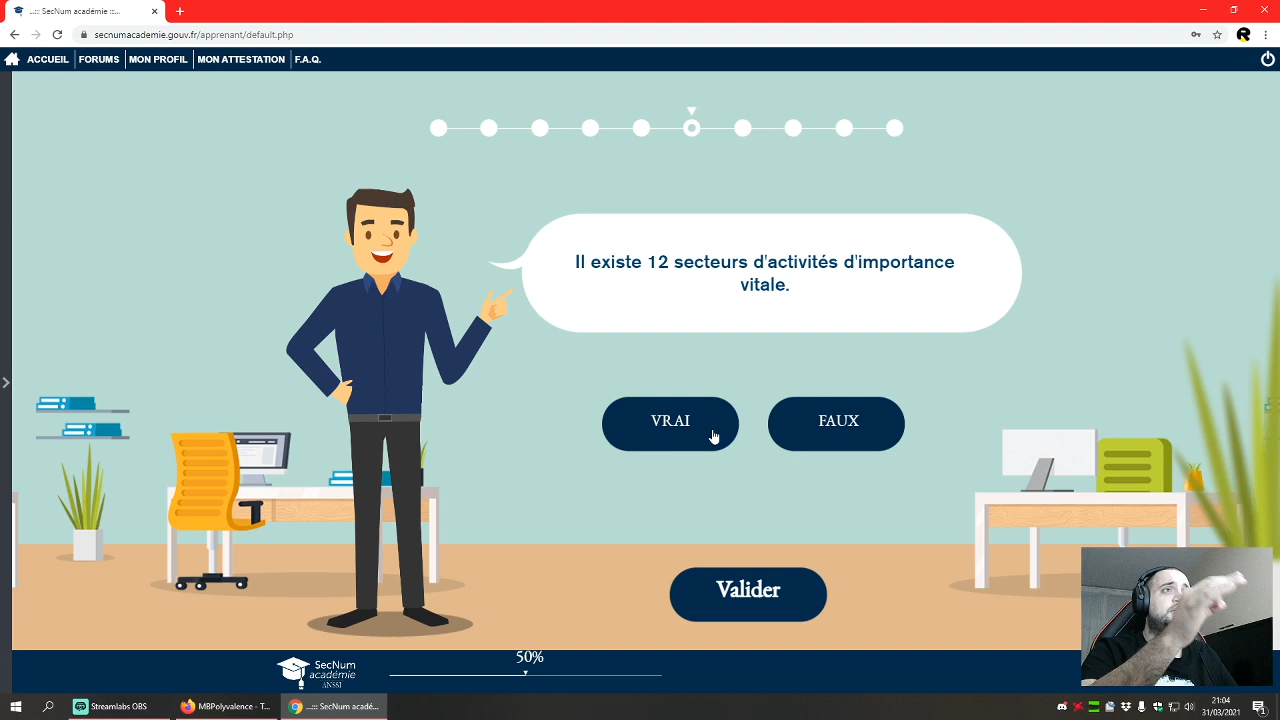 ..:: SecNum académie ::...
secnumacademie.gouv.fr/apprenant/default.php
ACCUEIL FORUMS MON PROFIL MON ATTESTATION F.A.Q.
Il existe 12 secteurs d'activités d'importance
vitale.
VRAI FAUX
Valider
50%
SecNum
académie
ANSSI
Streamlabs OBS
MBPolyvalence - T...
..:: SecNum acadé...
21:04
31/03/2021